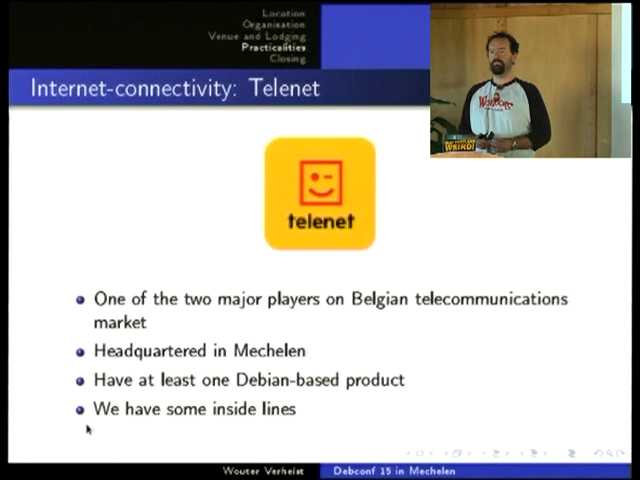 Location
Organisation
Venue and Lodging
Practicalities
Closing
Internet-connectivity: Telenet
telenet
One of the two major players on Belgian telecommunications
market
Headquartered in Mechelen
Have at least one Debian-based product
We have some inside lines
WEIRD!
Wouter Verhelst
Debconf 15 in Mechelen